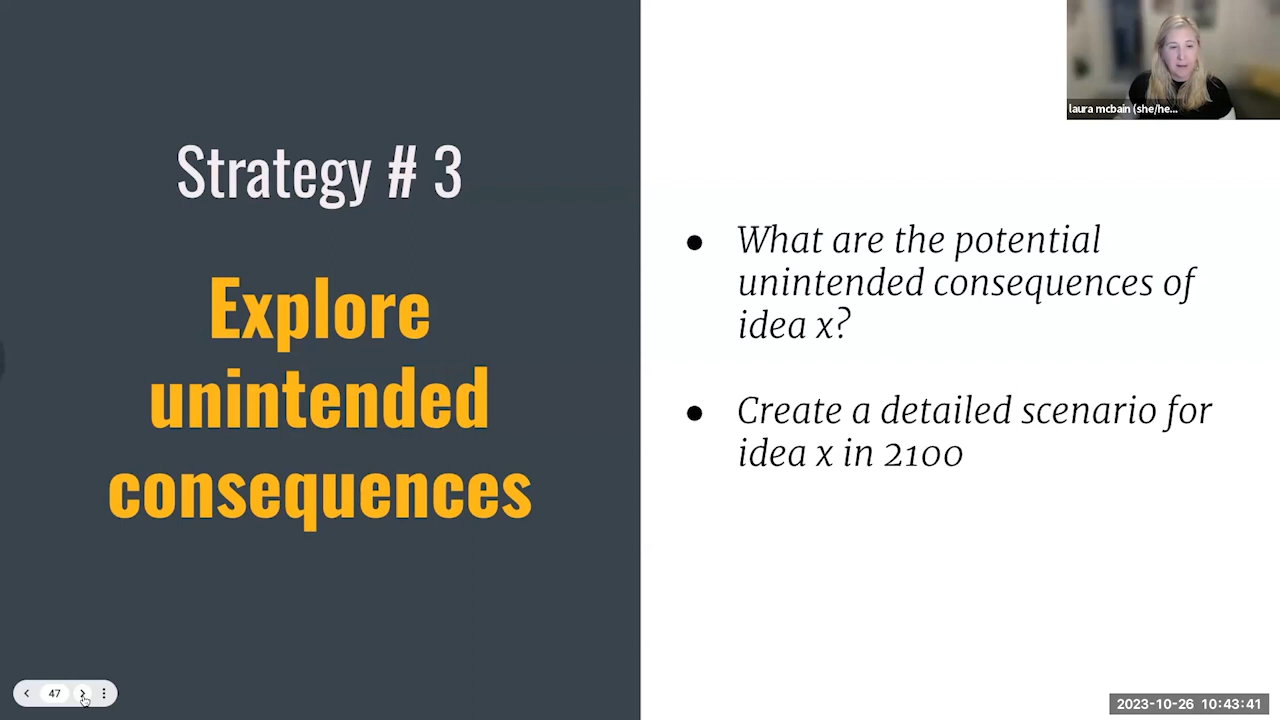 Strategy # 3
Explore
unintended
consequences
● What are the potential
unintended consequences of
idea x?
● Create a detailed scenario for
idea x in 2100
laura mcbain (she/he...
47
2023-10-26 10:43:41